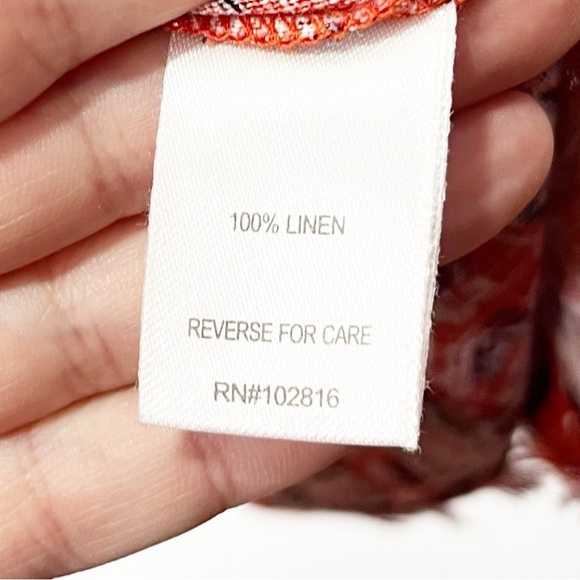 100% LINEN
REVERSE FOR CARE
RN#102816